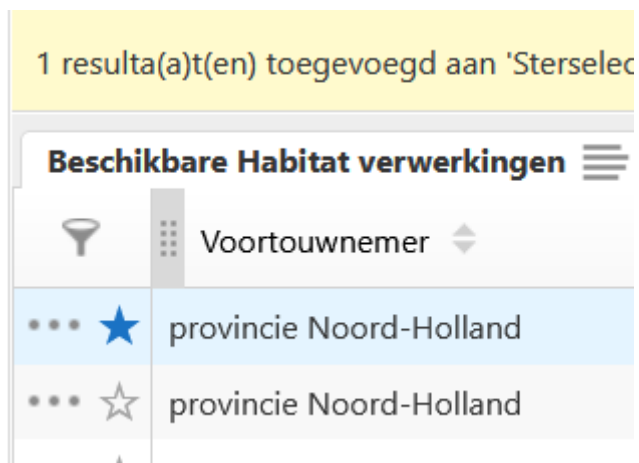 1 resulta(a)t(en) toegevoegd aan 'Sterselec
Beschikbare Habitat verwerkingen
Voortouwnemer
provincie Noord-Holland
provincie Noord-Holland